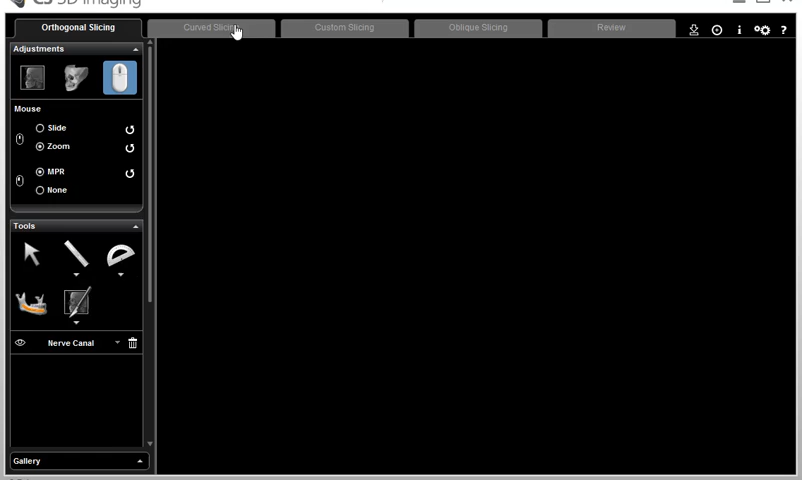 CS 3D Imaging
Orthogonal Slicing
Curved Slicing
Custom Slicing
Oblique Slicing
Review
i
?
Adjustments
Mouse
Slide
Zoom
MPR
None
Tools
Nerve Canal
Gallery